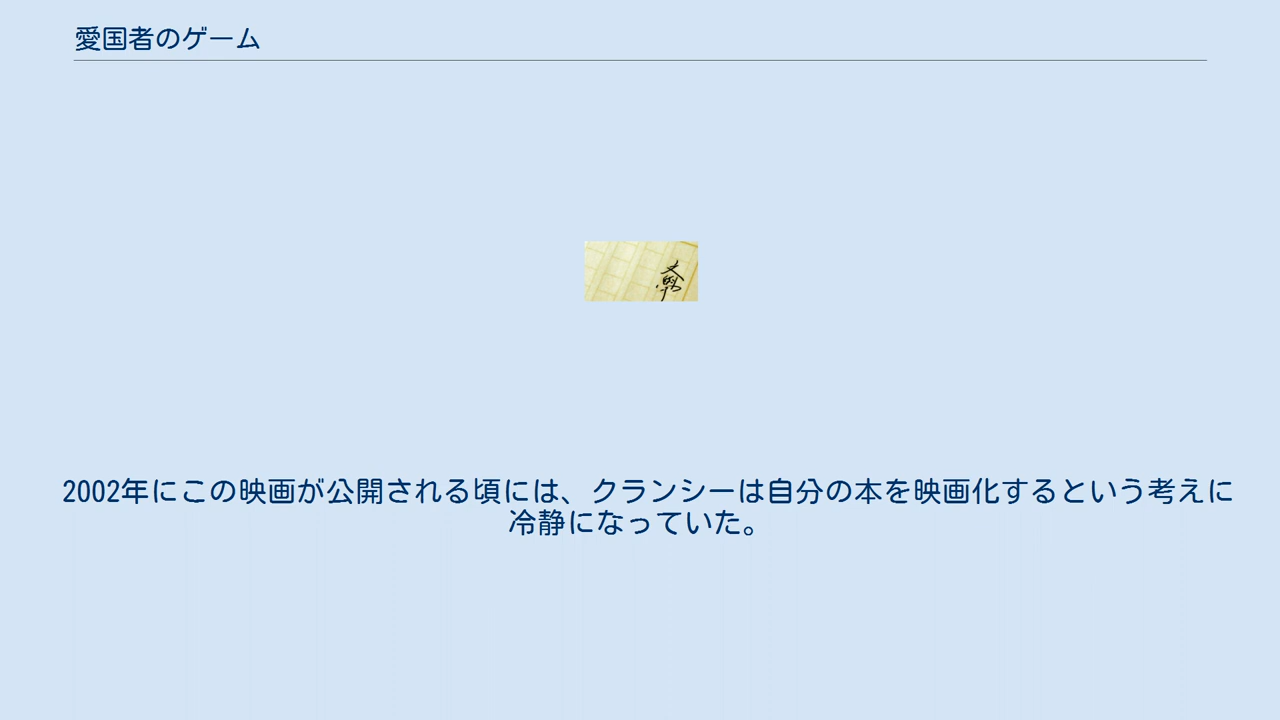 愛国者のゲーム
2002年にこの映画が公開される頃には、クランシーは自分の本を映画化するという考えに
冷静になっていた。